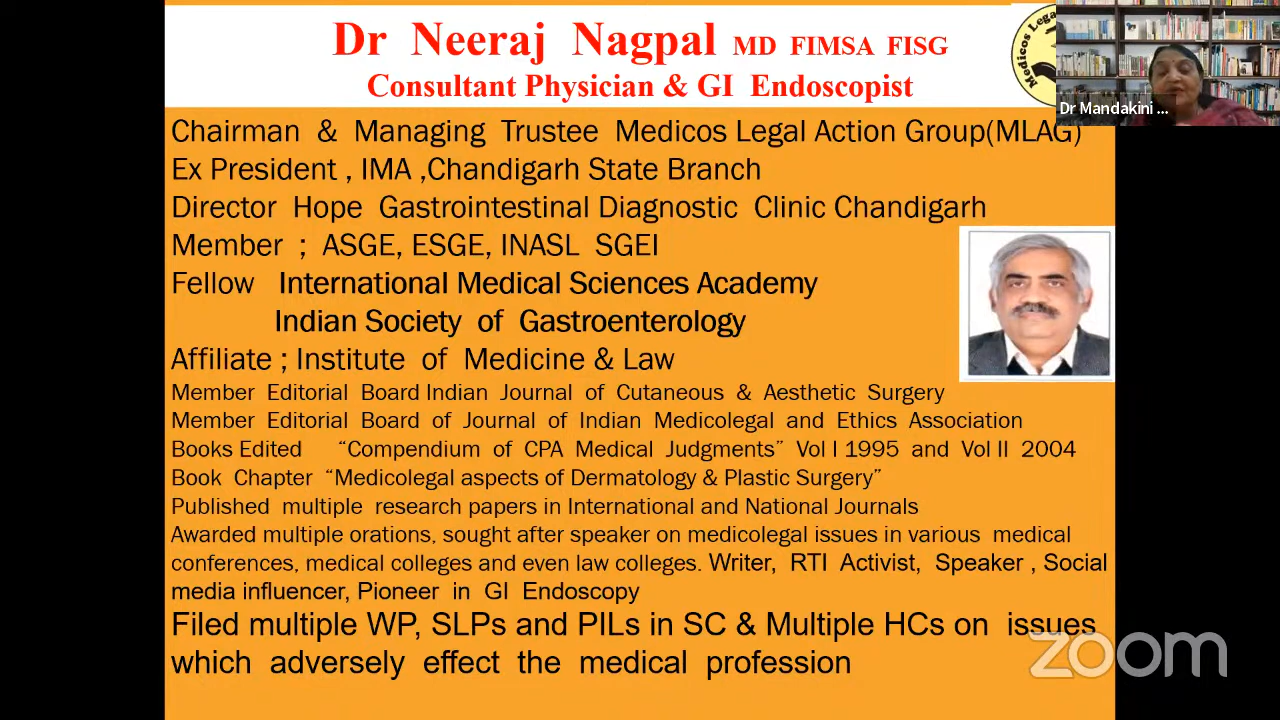 Dr Neeraj Nagpal MD FIMSA FISG
Consultant Physician & GI Endoscopist
Medicos Lega
Dr Mandakini ...
Chairman & Managing Trustee Medicos Legal Action Group(MLAG)
Ex President , IMA ,Chandigarh State Branch
Director Hope Gastrointestinal Diagnostic Clinic Chandigarh
Member ; ASGE, ESGE, INASL SGEI
Fellow International Medical Sciences Academy
Indian Society of Gastroenterology
Affiliate ; Institute of Medicine & Law
Member Editorial Board Indian Journal of Cutaneous & Aesthetic Surgery
Member Editorial Board of Journal of Indian Medicolegal and Ethics Association
Books Edited “Compendium of CPA Medical Judgments” Vol I 1995 and Vol II 2004
Book Chapter “Medicolegal aspects of Dermatology & Plastic Surgery”
Published multiple research papers in International and National Journals
Awarded multiple orations, sought after speaker on medicolegal issues in various medical
conferences, medical colleges and even law colleges. Writer, RTI Activist, Speaker , Social
media influencer, Pioneer in GI Endoscopy
Filed multiple WP, SLPs and PILs in SC & Multiple HCs on issues
which adversely effect the medical profession
zoom